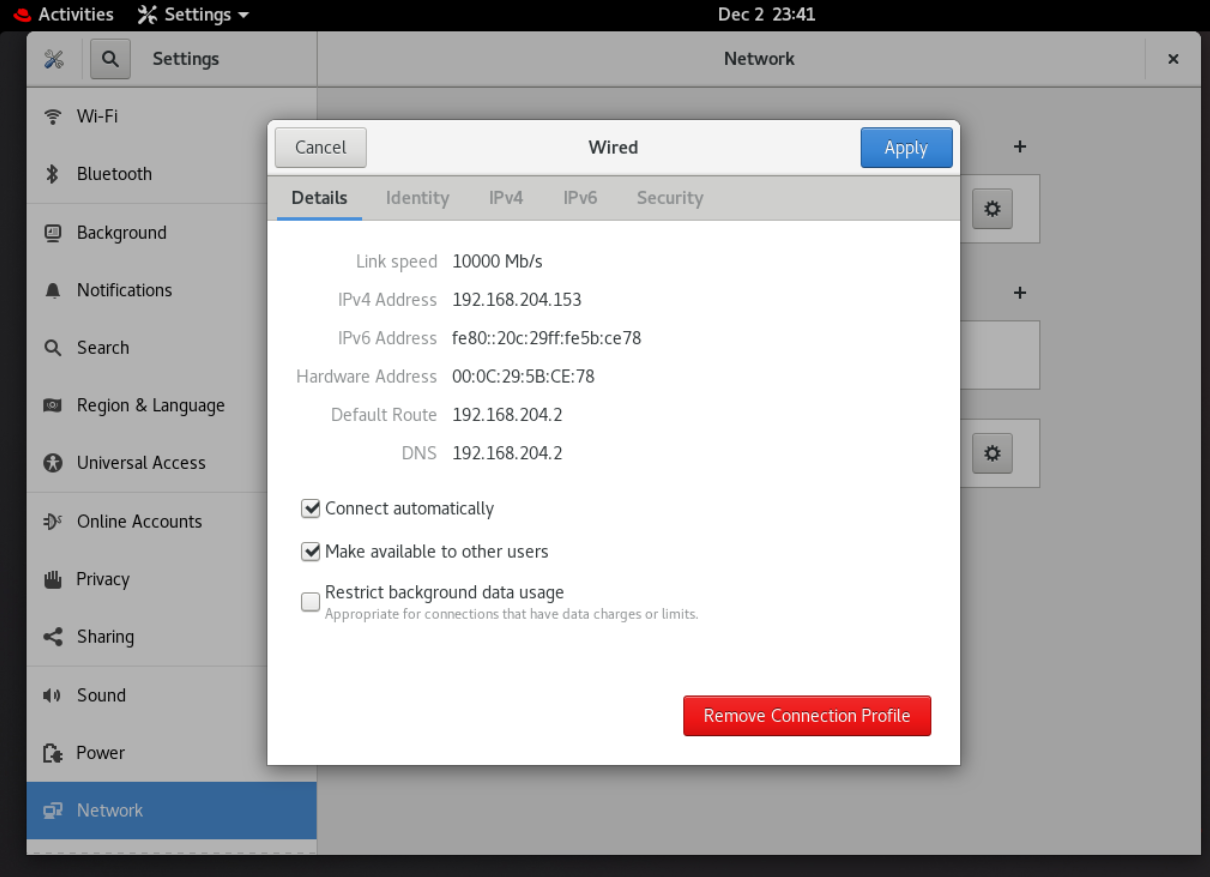 Activities
Settings
Dec 2 23:41
Settings
Network
Wi-Fi
Bluetooth
Background
Notifications
Search
Region & Language
Universal Access
Online Accounts
Privacy
Sharing
Sound
Power
Network
Cancel
Wired
Apply
Details Identity IPv4 IPv6 Security
Link speed 10000 Mb/s
IPv4 Address 192.168.204.153
IPv6 Address fe80::20c:29ff:fe5b:ce78
Hardware Address 00:0C:29:5B:CE:78
Default Route 192.168.204.2
DNS 192.168.204.2
Connect automatically
Make available to other users
Restrict background data usage
Appropriate for connections that have data charges or limits.
Remove Connection Profile